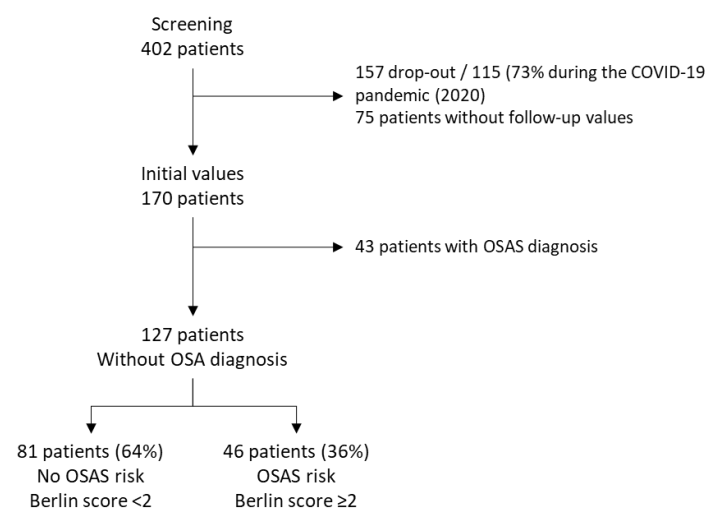 Screening
402 patients
157 drop-out / 115 (73% during the COVID-19
pandemic (2020)
75 patients without follow-up values
Initial values
170 patients
43 patients with OSAS diagnosis
127 patients
Without OSA diagnosis
81 patients (64%)
No OSAS risk
Berlin score <2
46 patients (36%)
OSAS risk
Berlin score ≥2